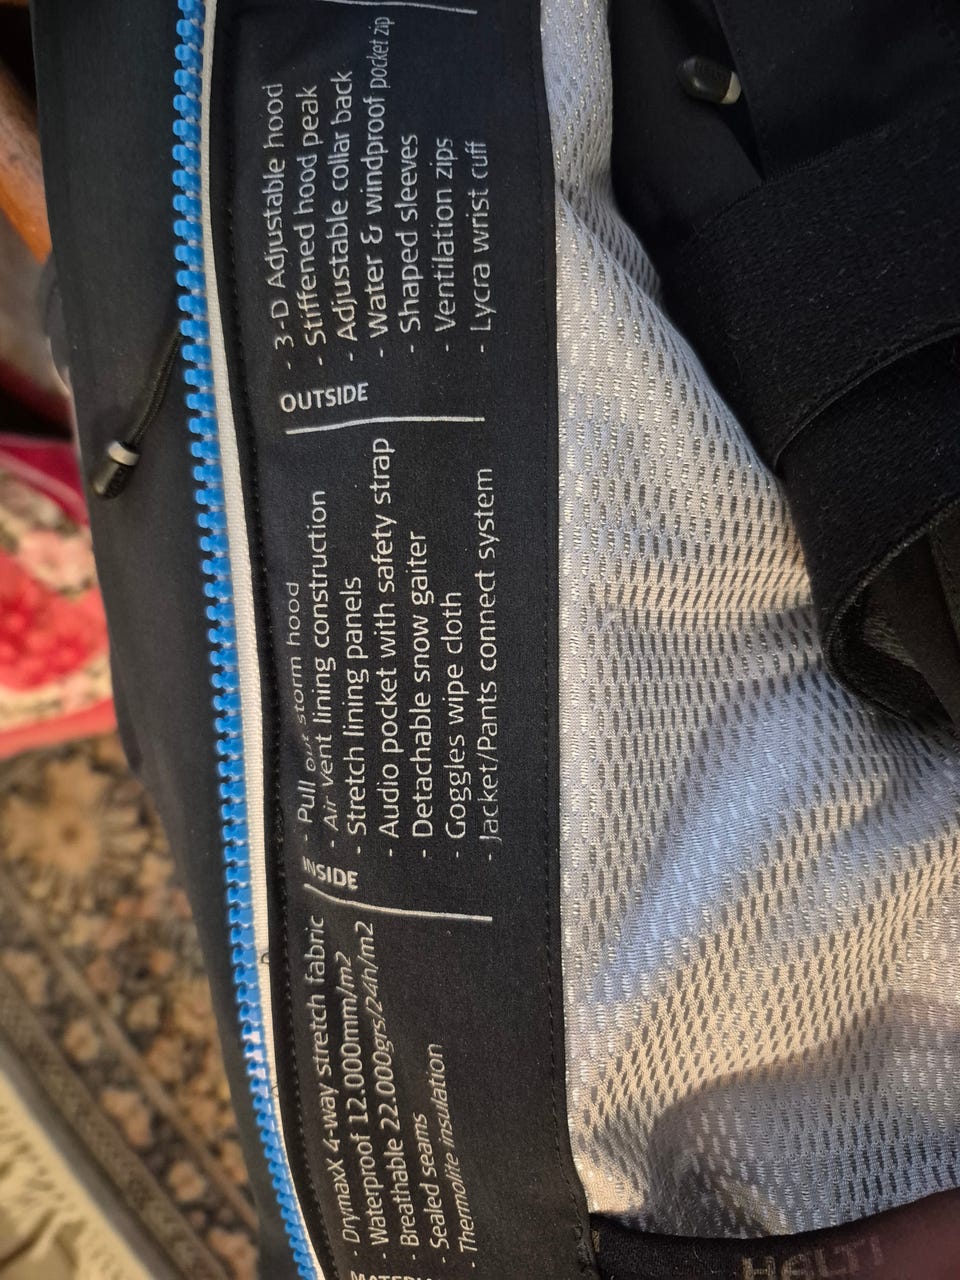 - Drymaxx 4-way stretch fabric
- Waterproof 12.000mm/m2
- Breathable 22.000grs/24h/m2
- Sealed seams
- Thermolite insulation
INSIDE
- Pull out storm hood
- Air vent lining construction
- Stretch lining panels
- Audio pocket with safety strap
- Detachable snow gaiter
- Goggles wipe cloth
- Jacket/Pants connect system
OUTSIDE
- 3-D Adjustable hood
- Stiffened hood peak
- Adjustable collar back
- Water & windproof pocket zip
- Shaped sleeves
- Ventilation zips
- Lycra wrist cuff